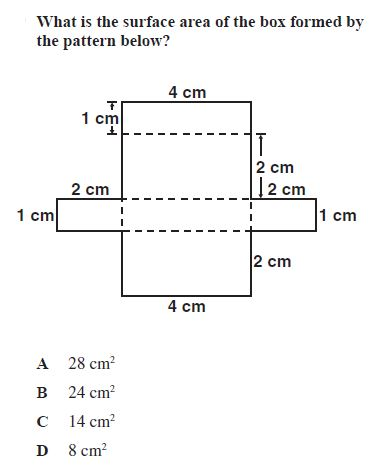 What is the surface area of the box formed by
the pattern below?
4 cm
1 cm
2 cm
2 cm
2 cm
1 cm
1 cm
2 cm
4 cm
A 28 cm²
B 24 cm²
C 14 cm²
D 8 cm²